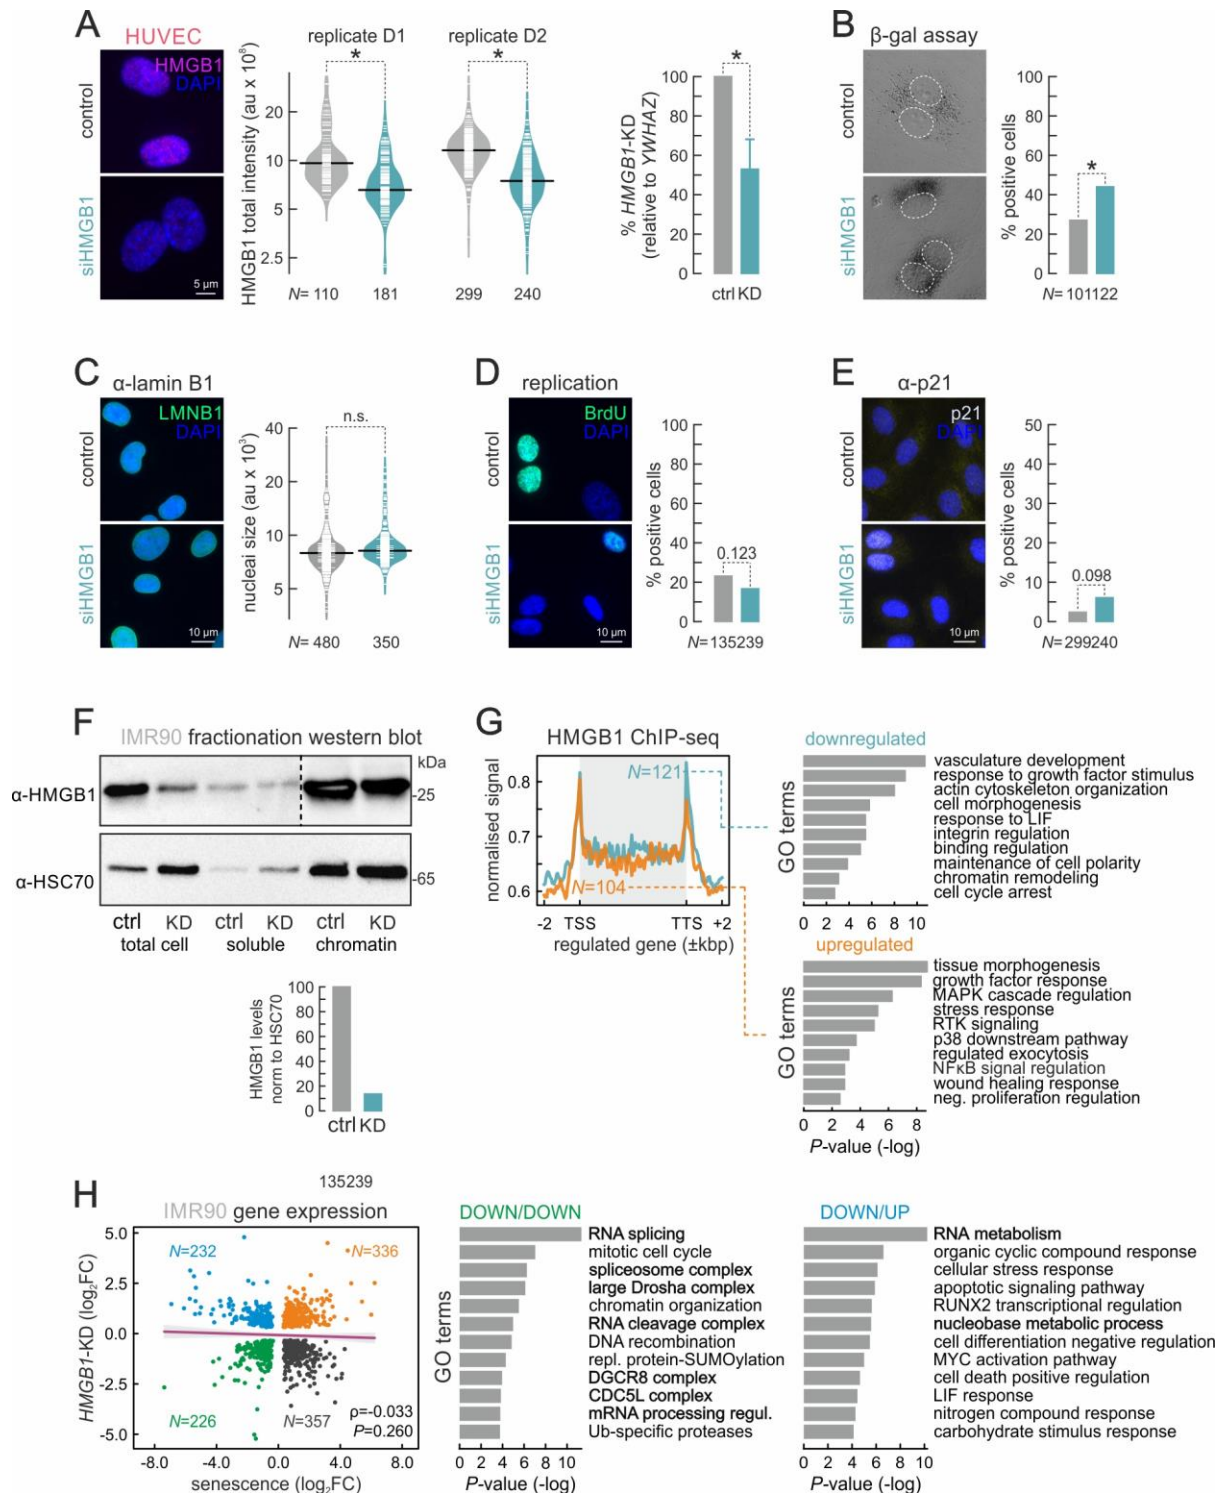 A
HUVEC
HMGB1
DAPI
control
siHMGB1
5 µm
HMGB1 total intensity (au x 10⁸)
20
10
5
2.5
replicate D1
*
replicate D2
*
N= 110 181 299 240
% HMGB1-KD
(relative to YWHAZ)
100
80
60
40
20
0
*
ctrl KD
B
β-gal assay
control
siHMGB1
% positive cells
100
80
60
40
20
0
*
N= 101122
C
α-lamin B1
LMNB1
DAPI
control
siHMGB1
10 µm
nuclear size (au x 10³)
40
20
10
5
n.s.
N= 480 350
D
replication
BrdU
DAPI
control
siHMGB1
10 µm
% positive cells
100
80
60
40
20
0
0.123
N=135239
E
α-p21
p21
DAPI
control
siHMGB1
10 µm
% positive cells
50
40
30
20
10
0
0.098
N=299240
F
IMR90 fractionation western blot
kDa
α-HMGB1
-25
α-HSC70
-65
ctrl KD ctrl KD ctrl KD
total cell soluble chromatin
HMGB1 levels
norm to HSC70
100
80
60
40
20
0
ctrl KD
135239
G
HMGB1 ChIP-seq
normalised signal
0.8
0.7
0.6
N=121
N=104
-2 TSS TTS +2
regulated gene (±kbp)
downregulated
GO terms
vasculature development
response to growth factor stimulus
actin cytoskeleton organization
cell morphogenesis
response to LIF
integrin regulation
binding regulation
maintenance of cell polarity
chromatin remodeling
cell cycle arrest
0 2 4 6 8 10
upregulated
GO terms
tissue morphogenesis
growth factor response
MAPK cascade regulation
stress response
RTK signaling
p38 downstream pathway
regulated exocytosis
NFκB signal regulation
wound healing response
neg. proliferation regulation
0 2 4 6 8
P-value (-log)
H
IMR90 gene expression
HMGB1-KD (log₂FC)
5.0
2.5
0.0
-2.5
-5.0
N=232
N=336
N=226
N=357
ρ=-0.033
P=0.260
-8.0 -4.0 0.0 4.0 8.0
senescence (log₂FC)
DOWN/DOWN
GO terms
RNA splicing
mitotic cell cycle
spliceosome complex
large Drosha complex
chromatin organization
RNA cleavage complex
DNA recombination
repl. protein-SUMOylation
DGCR8 complex
CDC5L complex
mRNA processing regul.
Ub-specific proteases
0 2 4 6 8 10
P-value (-log)
DOWN/UP
RNA metabolism
organic cyclic compound response
cellular stress response
apoptotic signaling pathway
RUNX2 transcriptional regulation
nucleobase metabolic process
cell differentiation negative regulation
MYC activation pathway
cell death positive regulation
LIF response
nitrogen compound response
carbohydrate stimulus response
0 2 4 6 8 10
P-value (-log)